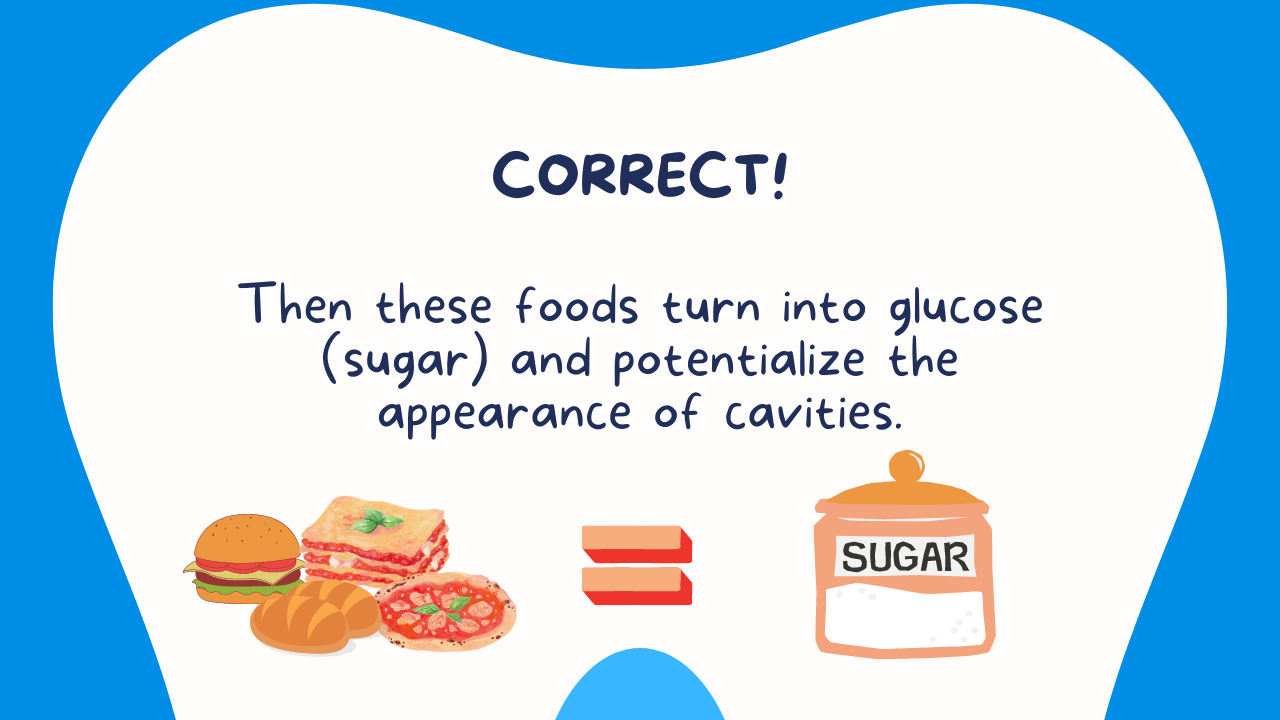 CORRECT!
Then these foods turn into glucose
(sugar) and potentialize the
appearance of cavities.
SUGAR